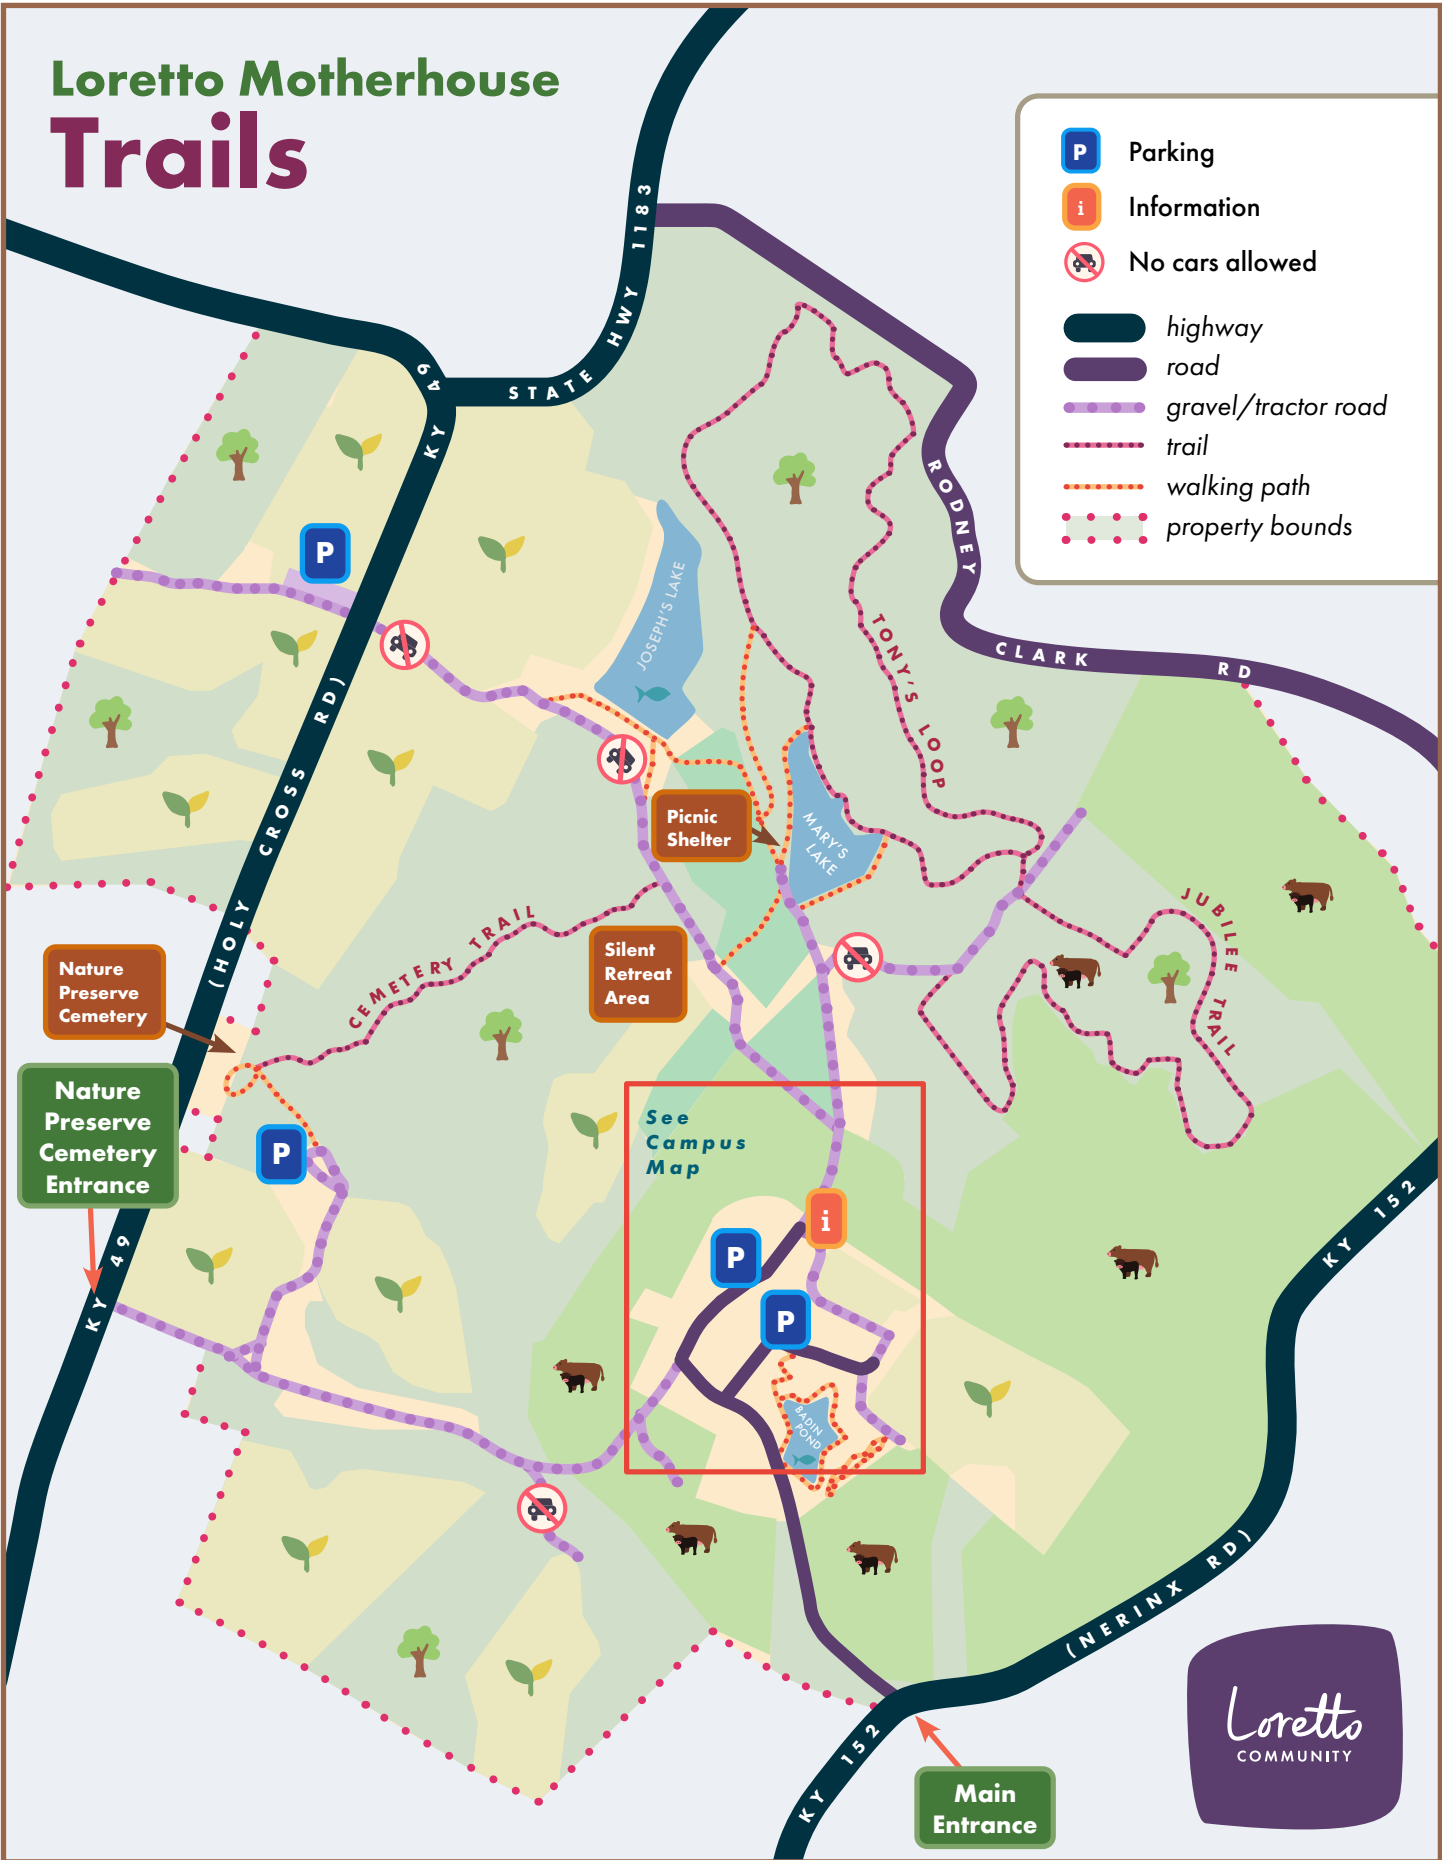 Loretto Motherhouse
Trails
P Parking
i Information
No cars allowed
highway
road
gravel/tractor road
trail
walking path
property bounds
STATE HWY 1183
KY 49
(HOLY CROSS RD)
KY 49
RODNEY
CLARK RD
P
JOSEPH'S LAKE
TONY'S LOOP
Picnic
Shelter
MARY'S
LAKE
JUBILEE TRAIL
CEMETERY TRAIL
Silent
Retreat
Area
Nature
Preserve
Cemetery
Nature
Preserve
Cemetery
Entrance
P
See
Campus
Map
i
P
P
BADIN
POND
KY 152
(NERINX RD)
KY 152
Main
Entrance
Loretto
COMMUNITY